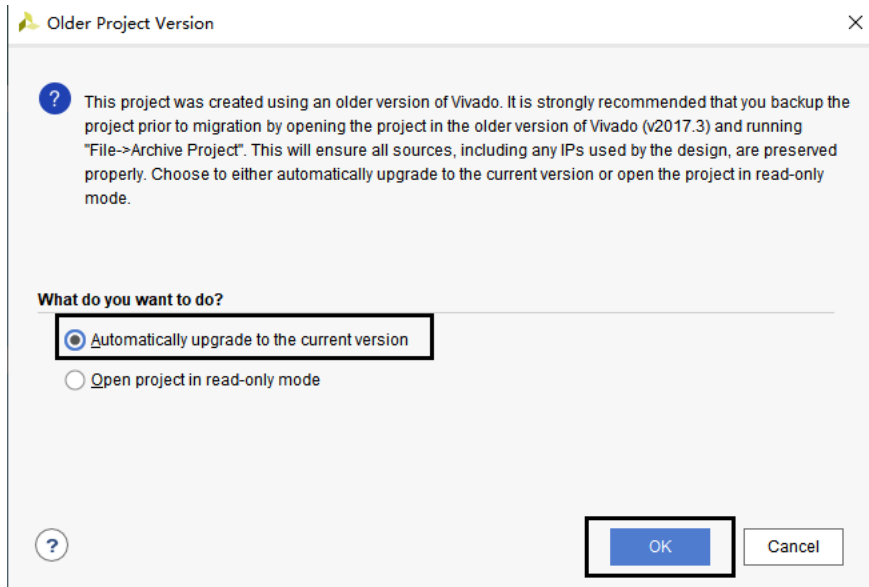 Older Project Version
This project was created using an older version of Vivado. It is strongly recommended that you backup the
project prior to migration by opening the project in the older version of Vivado (v2017.3) and running
"File->Archive Project". This will ensure all sources, including any IPs used by the design, are preserved
properly. Choose to either automatically upgrade to the current version or open the project in read-only
mode.
What do you want to do?
Automatically upgrade to the current version
Open project in read-only mode
OK
Cancel